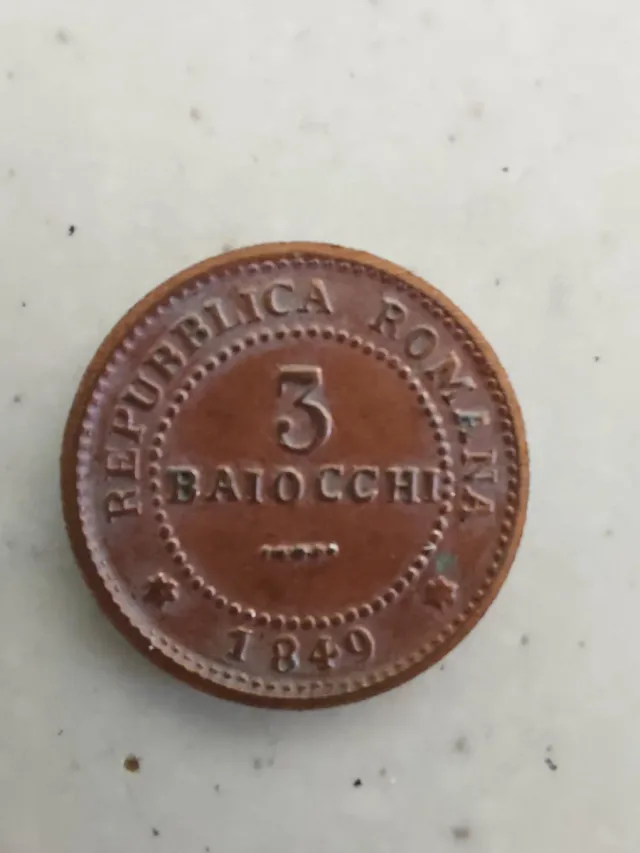 REPUBBLICA ROMANA
3
BAIOCCHI
1849